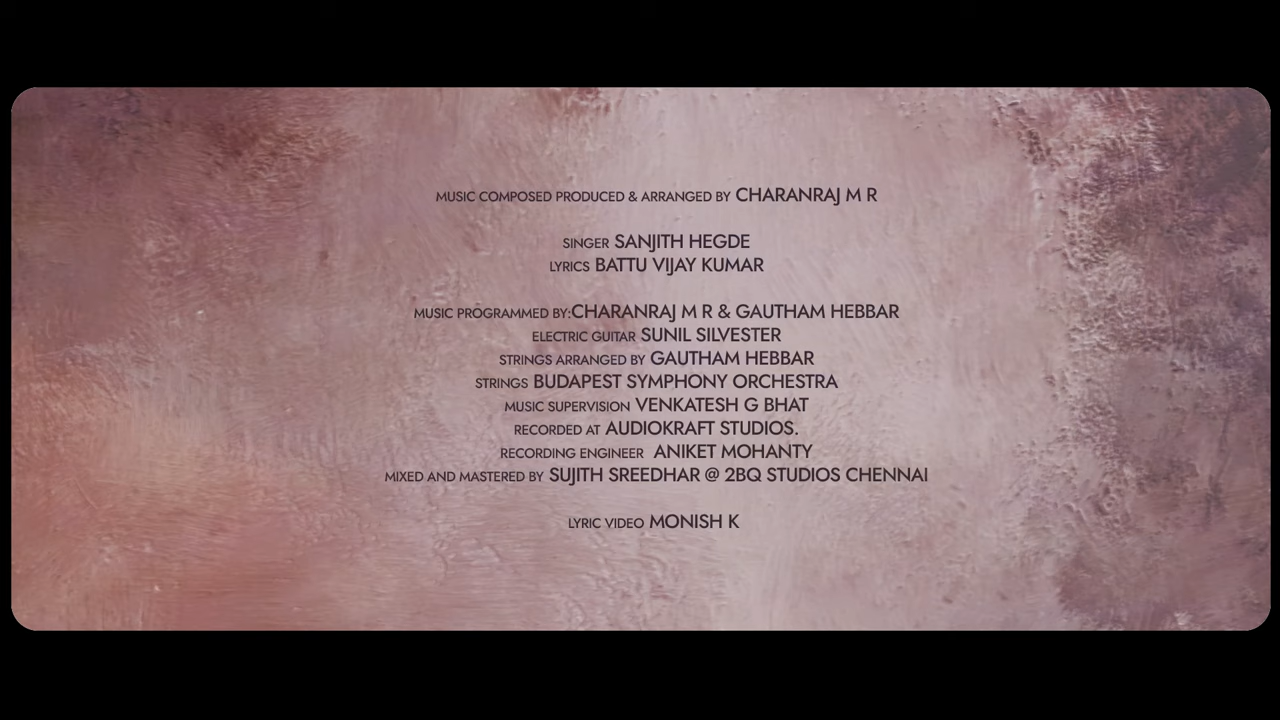 MUSIC COMPOSED PRODUCED & ARRANGED BY CHARANRAJ M R
SINGER SANJITH HEGDE
LYRICS BATTU VIJAY KUMAR
MUSIC PROGRAMMED BY:CHARANRAJ M R & GAUTHAM HEBBAR
ELECTRIC GUITAR SUNIL SILVESTER
STRINGS ARRANGED BY GAUTHAM HEBBAR
STRINGS BUDAPEST SYMPHONY ORCHESTRA
MUSIC SUPERVISION VENKATESH G BHAT
RECORDED AT AUDIOKRAFT STUDIOS.
RECORDING ENGINEER ANIKET MOHANTY
MIXED AND MASTERED BY SUJITH SREEDHAR @ 2BQ STUDIOS CHENNAI
LYRIC VIDEO MONISH K